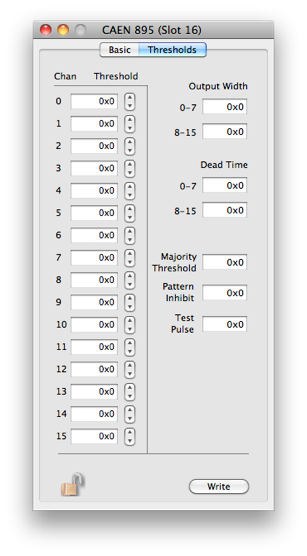 CAEN 895 (Slot 16)
Basic Thresholds
Chan Threshold
0 0x0
1 0x0
2 0x0
3 0x0
4 0x0
5 0x0
6 0x0
7 0x0
8 0x0
9 0x0
10 0x0
11 0x0
12 0x0
13 0x0
14 0x0
15 0x0
Output Width
0-7 0x0
8-15 0x0
Dead Time
0-7 0x0
8-15 0x0
Majority
Threshold 0x0
Pattern
Inhibit 0x0
Test
Pulse 0x0
Write